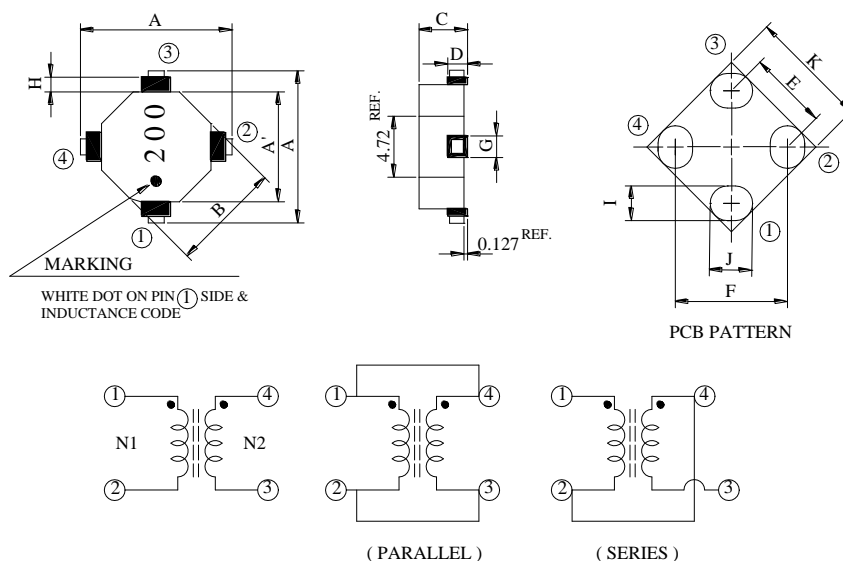 A
③
H
②
④
200
A'
A
B
①
MARKING
WHITE DOT ON PIN ① SIDE &
INDUCTANCE CODE
C
D
4.72 REF.
G
0.127 REF.
③
K
E
④
②
I
①
J
F
PCB PATTERN
① ④
N1 N2
② ③
① ④
② ③
( PARALLEL )
① ④
② ③
( SERIES )